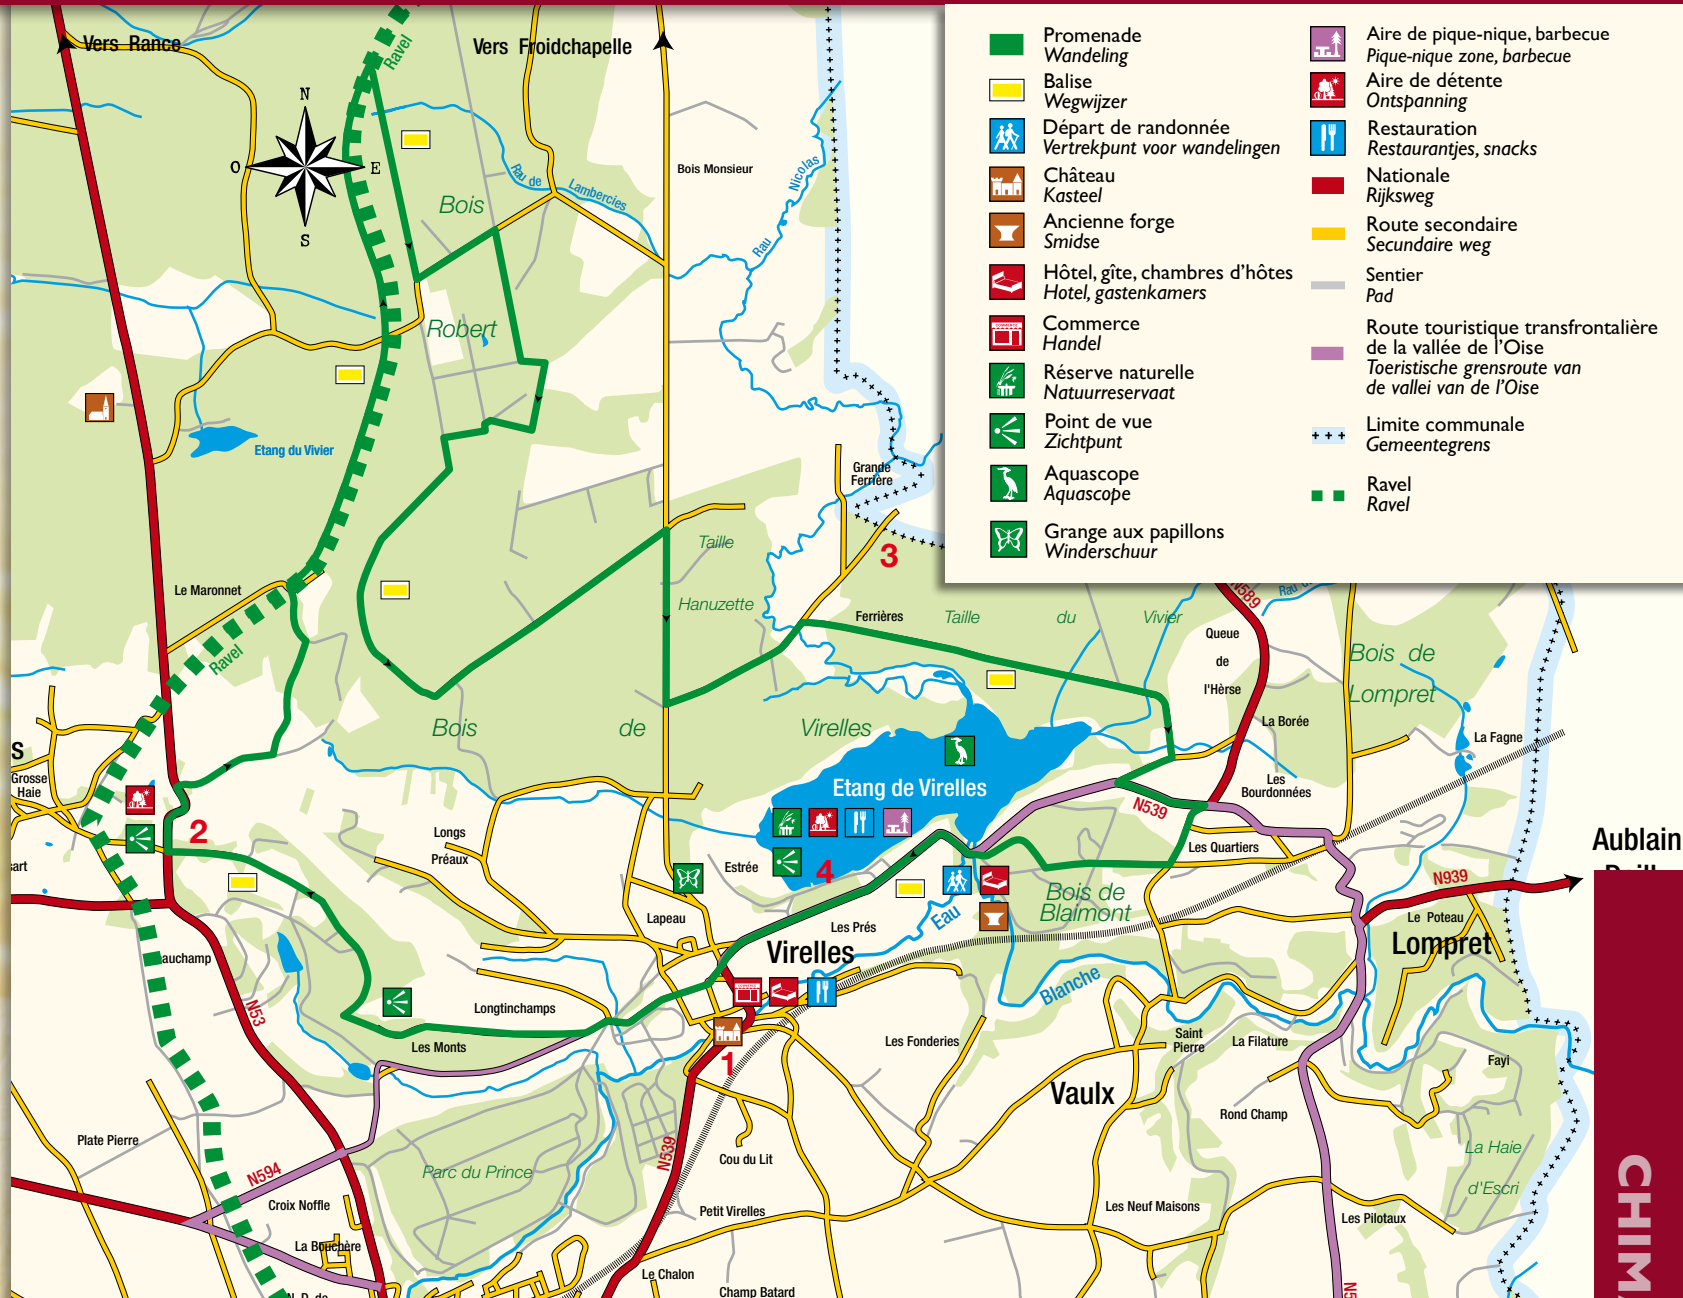 Vers Rance
Ravel
Vers Froidchapelle
N
O
E
S
Bois
Rau de
Lambercies
Bois Monsieur
Nicolas
Rau
Robert
Etang du Vivier
Grande
Ferrière
3
Taille
Hanuzette
Le Maronnet
Ravel
Ferrières
Taille
du
Vivier
N589
Rau
Queue
de
l'Hèrse
Bois de
Lompret
La Borée
La Fagne
Bois
de
Virelles
S
Grosse
Haie
2
Etang de Virelles
N539
Les
Bourdonnées
Longs
Préaux
Estrée
4
Les Quartiers
Aublain
N939
Bois de
Blaimont
Le Poteau
Lompret
Lapeau
Les Prés
Eau
Virelles
Blanche
auchamp
N53
Longtinchamps
COMMERCE
Les Monts
1
Les Fonderies
Saint
Pierre
La Filature
Fayi
Vaulx
Rond Champ
Plate Pierre
N594
Parc du Prince
N539
Cou du Lit
La Haie
d'Escri
Croix Noffle
La Bouchère
Petit Virelles
Les Neuf Maisons
Les Pilotaux
Le Chalon
Champ Batard
CHIM
Promenade
Wandeling
Balise
Wegwijzer
Départ de randonnée
Vertrekpunt voor wandelingen
Château
Kasteel
Ancienne forge
Smidse
Hôtel, gîte, chambres d'hôtes
Hotel, gastenkamers
COMMERCE
Commerce
Handel
Réserve naturelle
Natuurreservaat
Point de vue
Zichtpunt
Aquascope
Aquascope
Grange aux papillons
Winderschuur
Aire de pique-nique, barbecue
Pique-nique zone, barbecue
Aire de détente
Ontspanning
Restauration
Restaurantjes, snacks
Nationale
Rijksweg
Route secondaire
Secundaire weg
Sentier
Pad
Route touristique transfrontalière
de la vallée de l'Oise
Toeristische grensroute van
de vallei van de l'Oise
Limite communale
Gemeentegrens
Ravel
Ravel